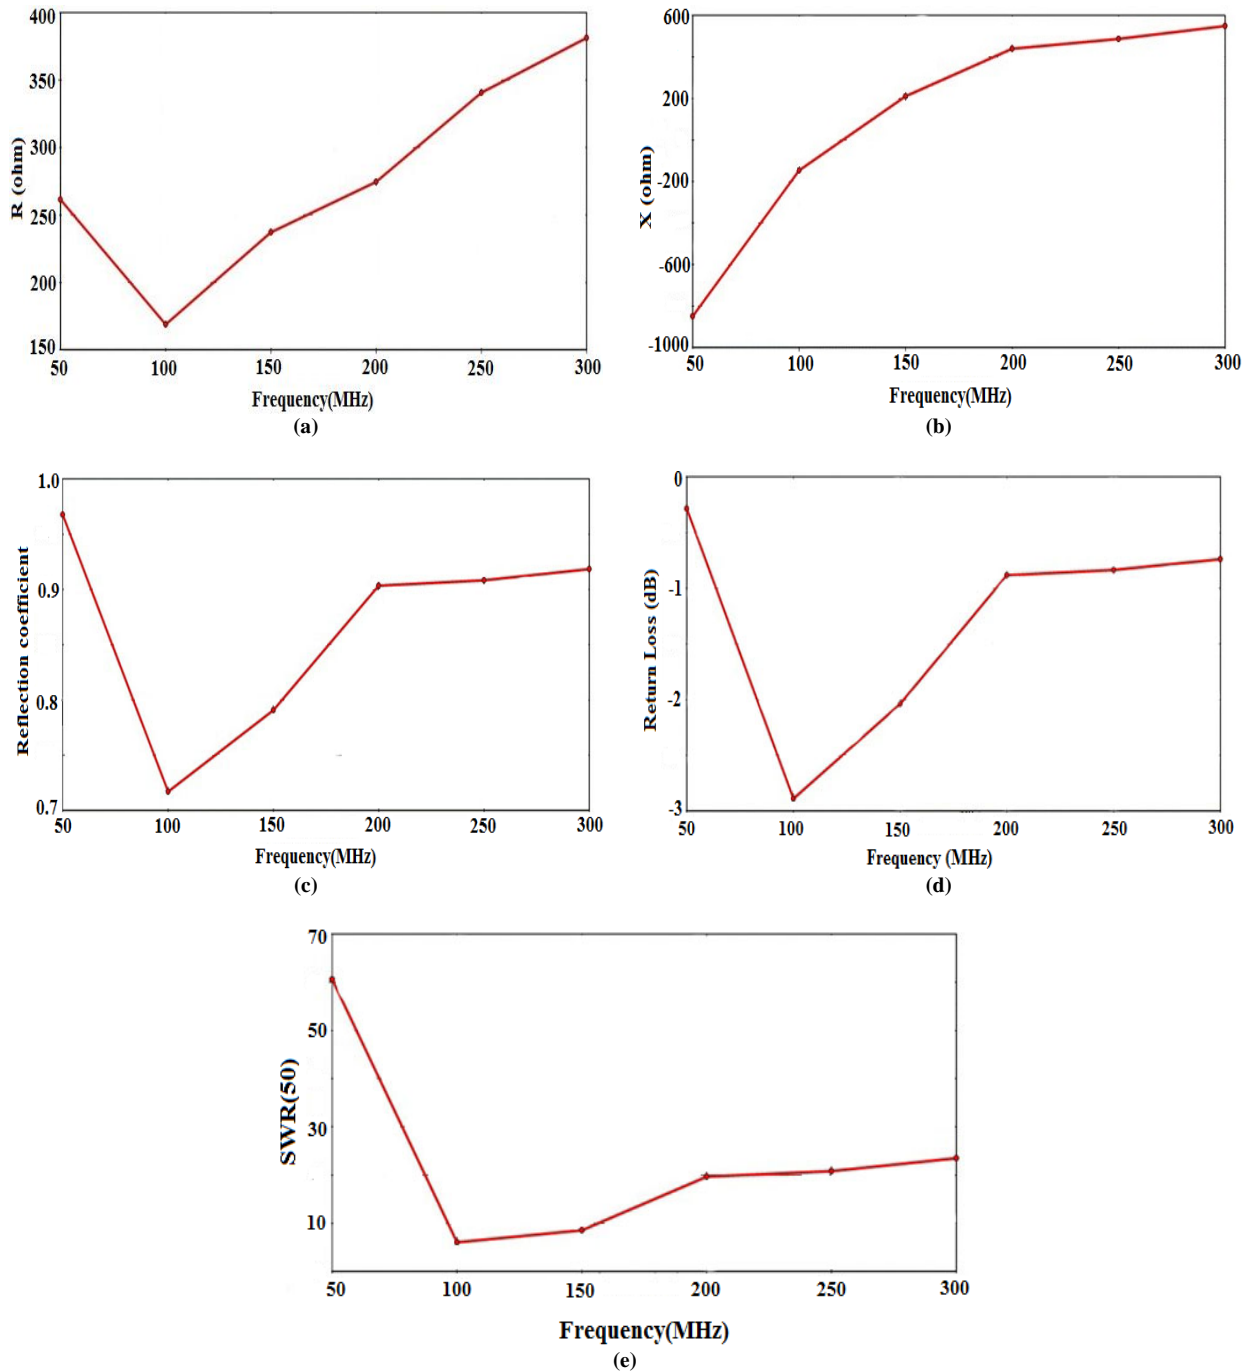 400
350
300
250
200
150
R (ohm)
50 100 150 200 250 300
Frequency(MHz)
(a)
600
200
-200
-600
-1000
X (ohm)
50 100 150 200 250 300
Frequency(MHz)
(b)
1.0
0.9
0.8
0.7
Reflection coefficient
50 100 150 200 250 300
Frequency(MHz)
(c)
0
-1
-2
-3
Return Loss (dB)
50 100 150 200 250 300
Frequency (MHz)
(d)
70
50
30
10
SWR(50)
50 100 150 200 250 300
Frequency(MHz)
(e)